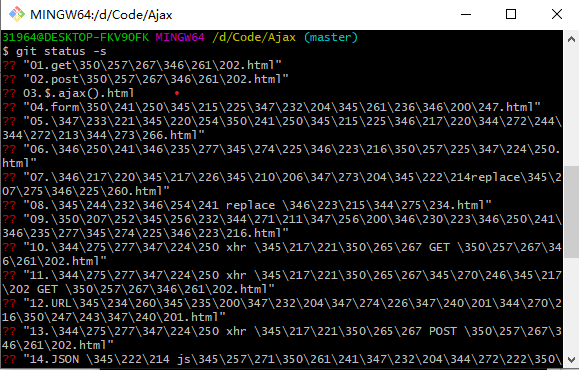 MINGW64:/d/Code/Ajax
31964@DESKTOP-FKV9OFK MINGW64 /d/Code/Ajax (master)
$ git status -s
?? "01.get\350\257\267\346\261\202.html"
?? "02.post\350\257\267\346\261\202.html"
?? 03.$.ajax().html
?? "04.form\350\241\250\345\215\225\347\232\204\345\261\236\346\200\247.html"
?? "05.\347\233\221\345\220\254\350\241\250\345\215\225\346\217\220\344\272\244\
344\272\213\344\273\266.html"
?? "06.\346\250\241\346\235\277\345\274\225\346\223\216\350\257\225\347\224\250.
html"
?? "07.\346\217\220\345\217\226\345\210\206\347\273\204\345\222\214replace\345\2
07\275\346\225\260.html"
?? "08.\345\244\232\346\254\241 replace \346\223\215\344\275\234.html"
?? "09.\350\207\252\345\256\232\344\271\211\347\256\200\346\230\223\346\250\241\
346\235\277\345\274\225\346\223\216.html"
?? "10.\344\275\277\347\224\250 xhr \345\217\221\350\265\267 GET \350\257\267\34
6\261\202.html"
?? "11.\344\275\277\347\224\250 xhr \345\217\221\350\265\267\345\270\246\345\217
\202 GET \350\257\267\346\261\202.html"
?? "12.URL\345\234\260\345\235\200\347\232\204\347\274\226\347\240\201\344\270\2
16\350\247\243\347\240\201.html"
?? "13.\344\275\277\347\224\250 xhr \345\217\221\350\265\267 POST \350\257\267\3
46\261\202.html"
?? "14.JSON \345\222\214 js\345\257\271\350\261\241\347\232\204\344\272\222\350\